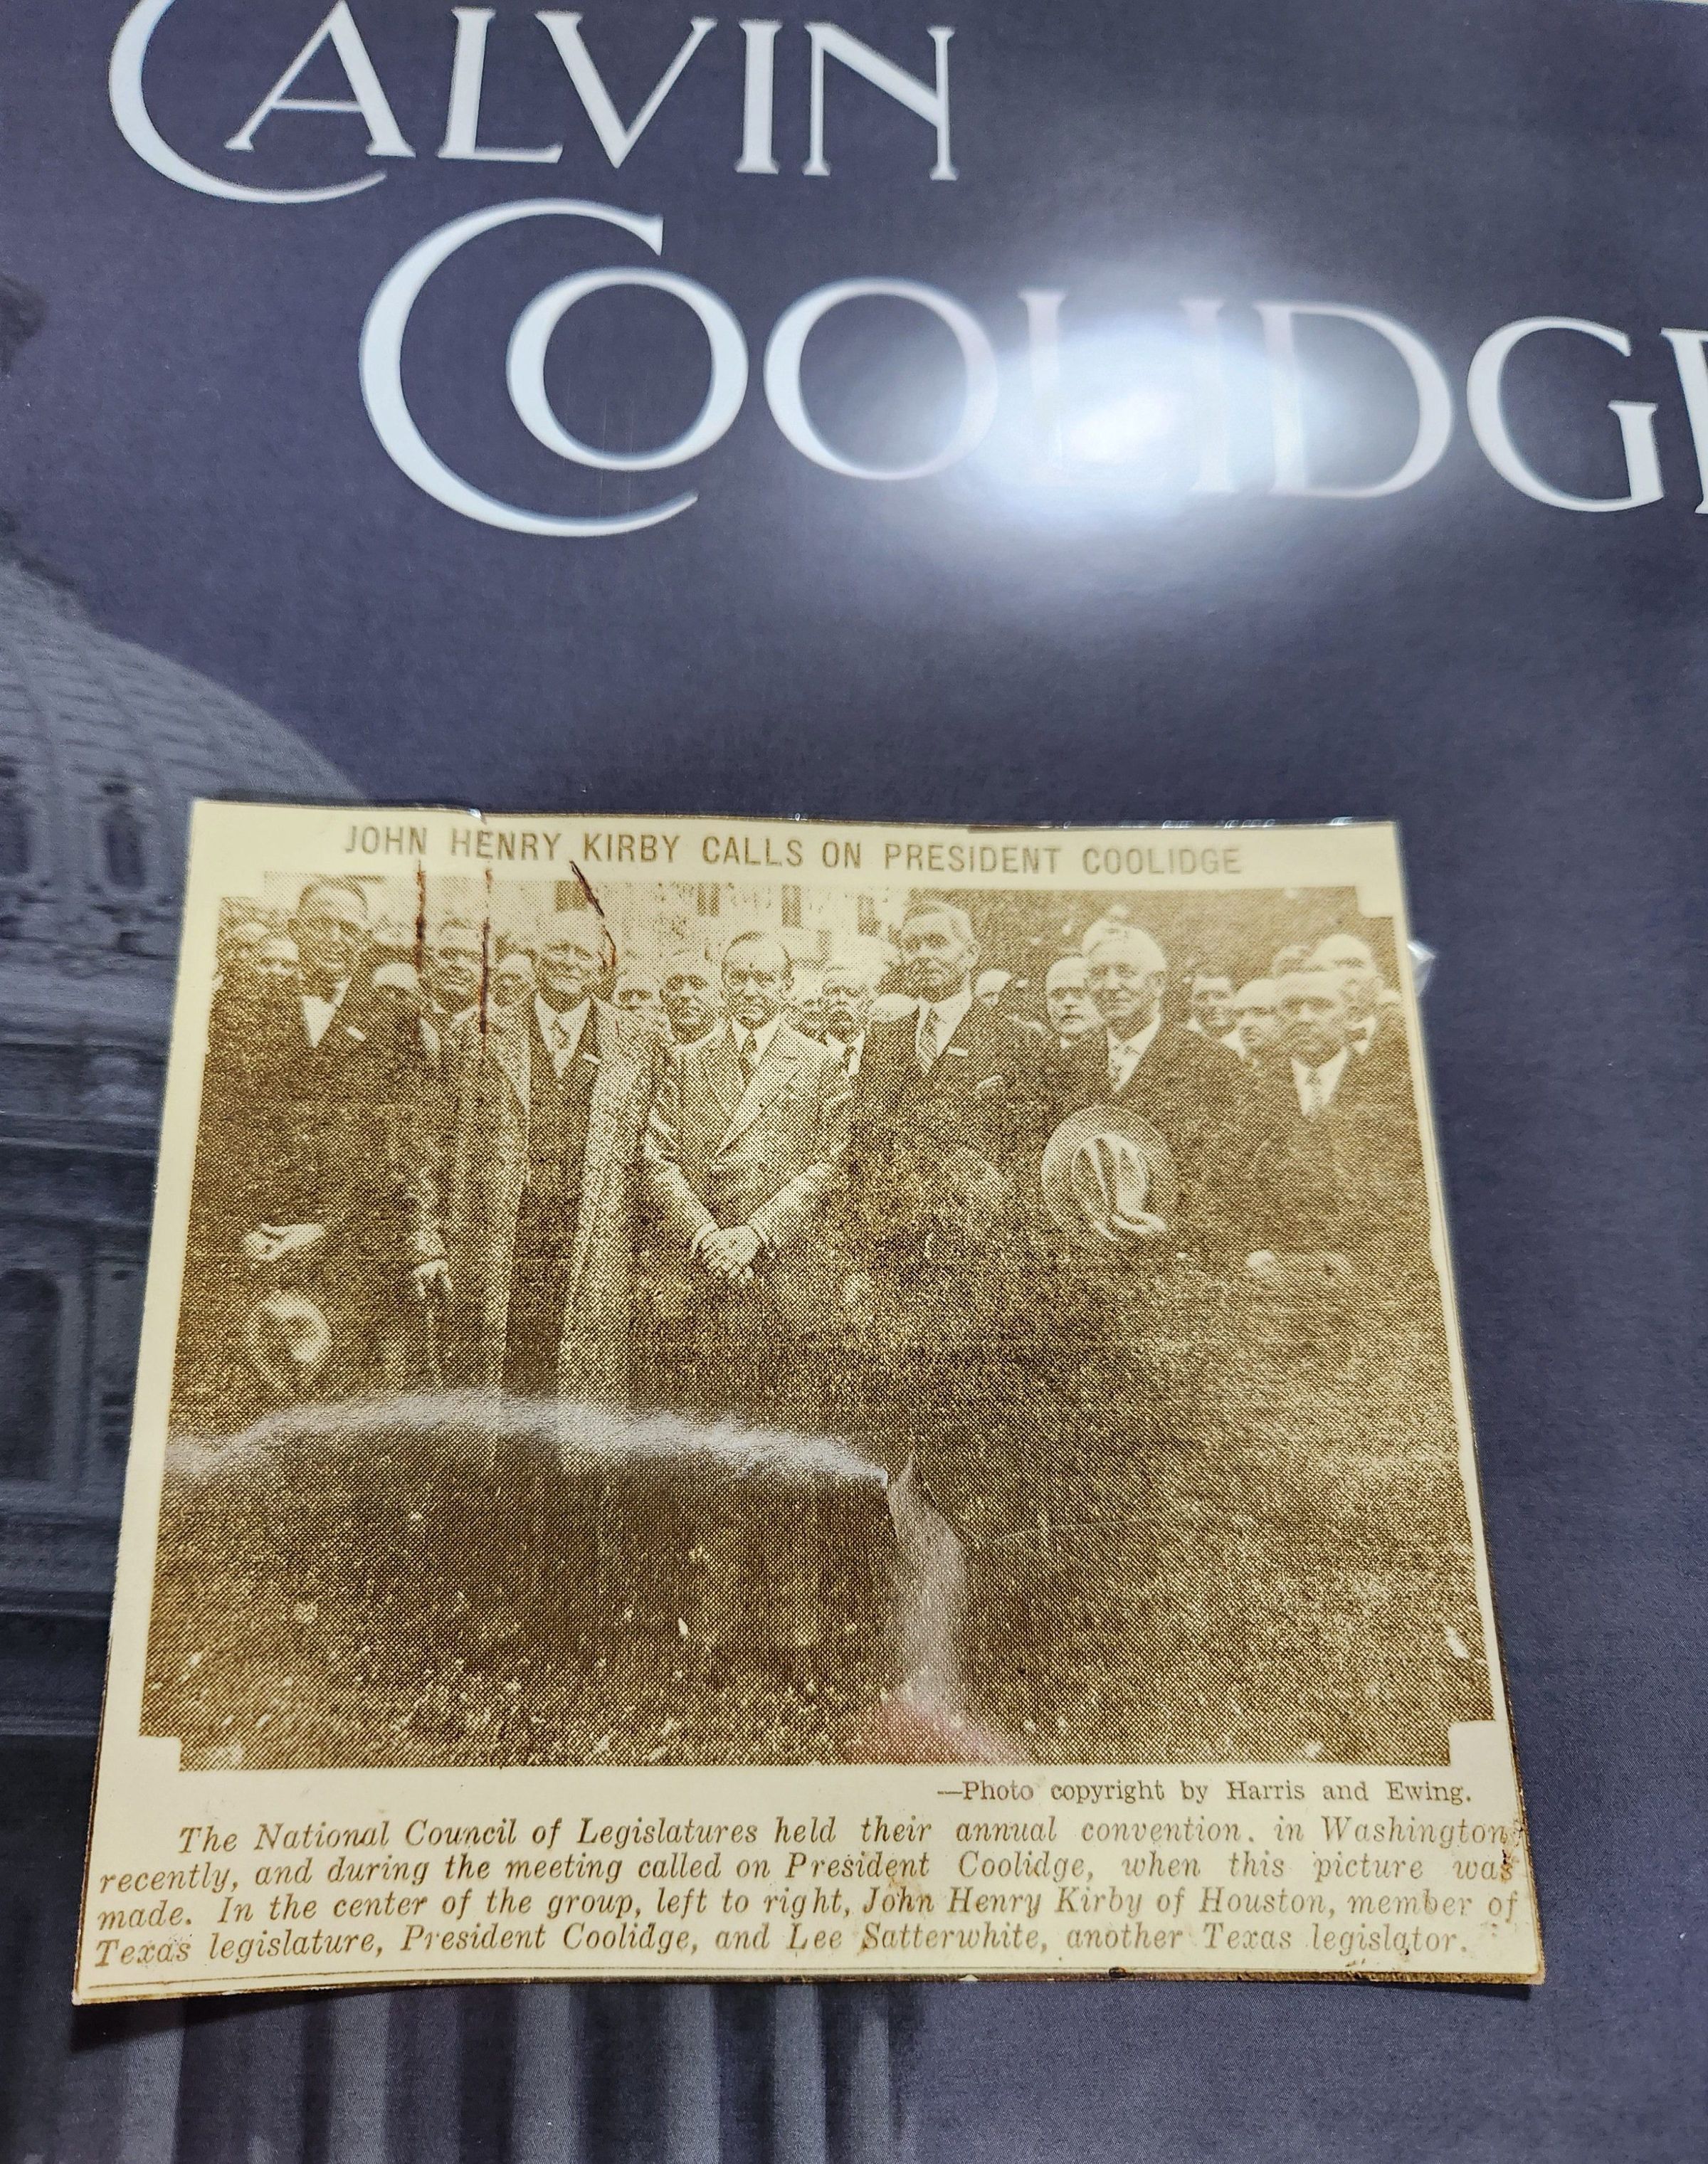 CALVIN
COOLIDGE
JOHN HENRY KIRBY CALLS ON PRESIDENT COOLIDGE
—Photo copyright by Harris and Ewing.
The National Council of Legislatures held their annual convention. in Washington
recently, and during the meeting called on President Coolidge, when this picture was
made. In the center of the group, left to right, John Henry Kirby of Houston, member of
Texas legislature, President Coolidge, and Lee Satterwhite, another Texas legislator.